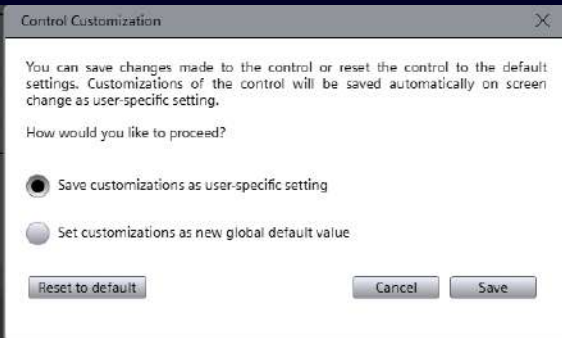 Control Customization
You can save changes made to the control or reset the control to the default
settings. Customizations of the control will be saved automatically on screen
change as user-specific setting.
How would you like to proceed?
Save customizations as user-specific setting
Set customizations as new global default value
Reset to default Cancel Save